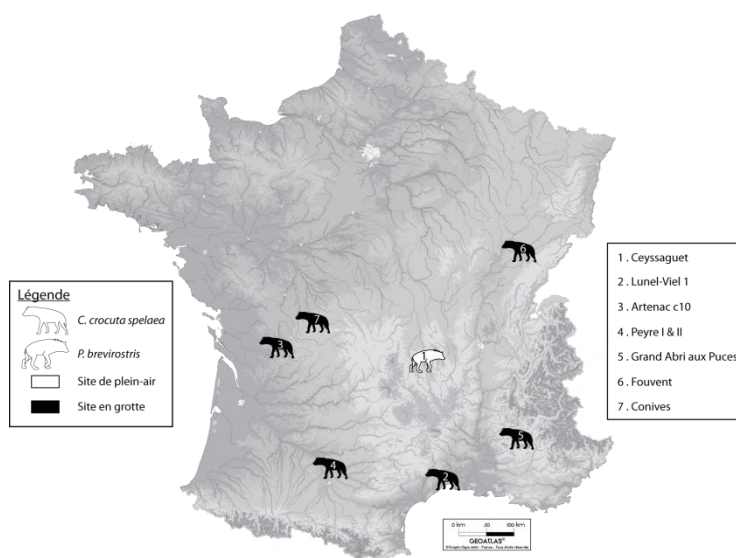 Légende
C. crocuta spelaea
P. brevirostris
Site de plein-air
Site en grotte
6
7
3
1
5
4
2
1 . Ceyssaguet
2 . Lunel-Viel 1
3 . Artenac c10
4 . Peyre I & II
5 . Grand Abri aux Puces
6 . Fouvent
7 . Conives
0 km 50 100 km
GEOATLAS®